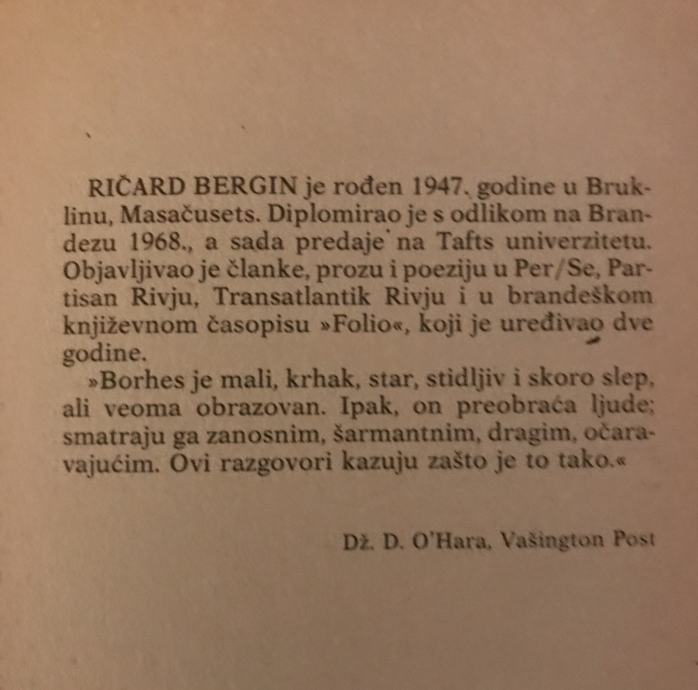 RIČARD BERGIN je rođen 1947. godine u Bruk-
linu, Masačusets. Diplomirao je s odlikom na Bran-
dezu 1968., a sada predaje na Tafts univerzitetu.
Objavljivao je članke, prozu i poeziju u Per/Se, Par-
tisan Rivju, Transatlantik Rivju i u brandeškom
književnom časopisu »Folio«, koji je uređivao dve
godine.
»Borhes je mali, krhak, star, stidljiv i skoro slep,
ali veoma obrazovan. Ipak, on preobraća ljude;
smatraju ga zanosnim, šarmantnim, dragim, očara-
vajućim. Ovi razgovori kazuju zašto je to tako.«
Dž. D. O'Hara, Vašington Post